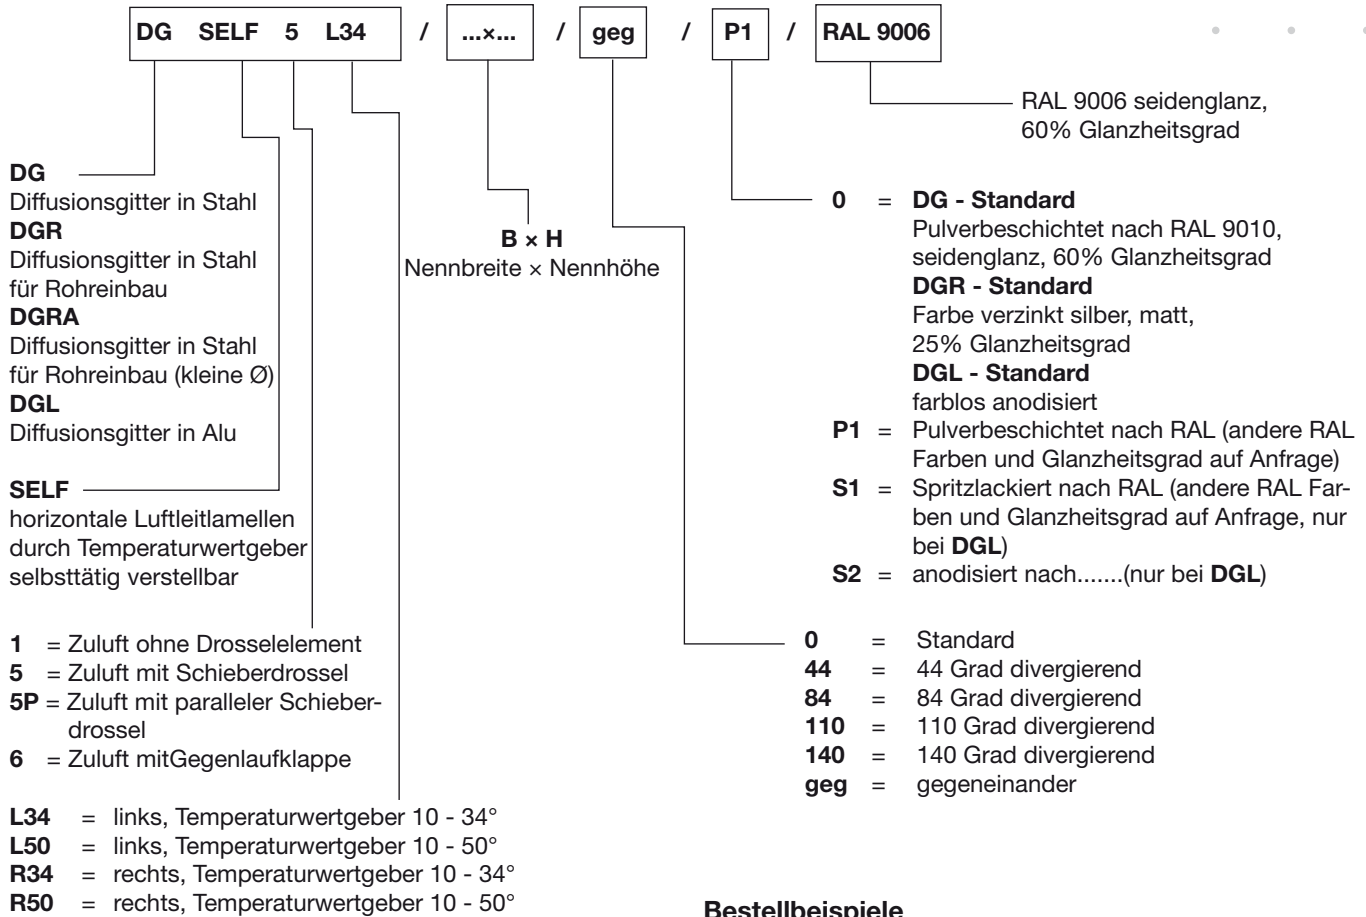 DG SELF 5 L34 / ...×... / geg / P1 / RAL 9006
RAL 9006 seidenglanz,
60% Glanzheitsgrad
DG
Diffusionsgitter in Stahl
DGR
Diffusionsgitter in Stahl
für Rohreinbau
DGRA
Diffusionsgitter in Stahl
für Rohreinbau (kleine Ø)
DGL
Diffusionsgitter in Alu
SELF
horizontale Luftleitlamellen
durch Temperaturwertgeber
selbsttätig verstellbar
1 = Zuluft ohne Drosselelement
5 = Zuluft mit Schieberdrossel
5P = Zuluft mit paralleler Schieber-
drossel
6 = Zuluft mitGegenlaufklappe
L34 = links, Temperaturwertgeber 10 - 34°
L50 = links, Temperaturwertgeber 10 - 50°
R34 = rechts, Temperaturwertgeber 10 - 34°
R50 = rechts, Temperaturwertgeber 10 - 50°
B × H
Nennbreite × Nennhöhe
0 = DG - Standard
Pulverbeschichtet nach RAL 9010,
seidenglanz, 60% Glanzheitsgrad
DGR - Standard
Farbe verzinkt silber, matt,
25% Glanzheitsgrad
DGL - Standard
farblos anodisiert
P1 = Pulverbeschichtet nach RAL (andere RAL
Farben und Glanzheitsgrad auf Anfrage)
S1 = Spritzlackiert nach RAL (andere RAL Far-
ben und Glanzheitsgrad auf Anfrage, nur
bei DGL)
S2 = anodisiert nach.......(nur bei DGL)
0 = Standard
44 = 44 Grad divergierend
84 = 84 Grad divergierend
110 = 110 Grad divergierend
140 = 140 Grad divergierend
geg = gegeneinander
Bestellbeispiele